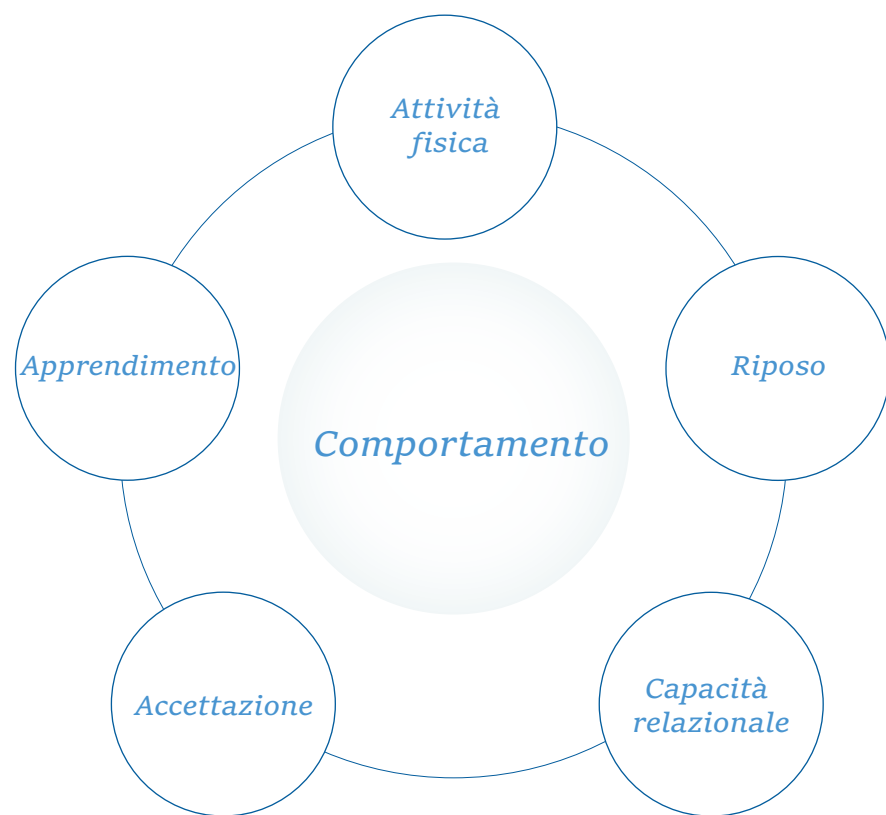 Attività
fisica
Apprendimento
Riposo
Comportamento
Accettazione
Capacità
relazionale